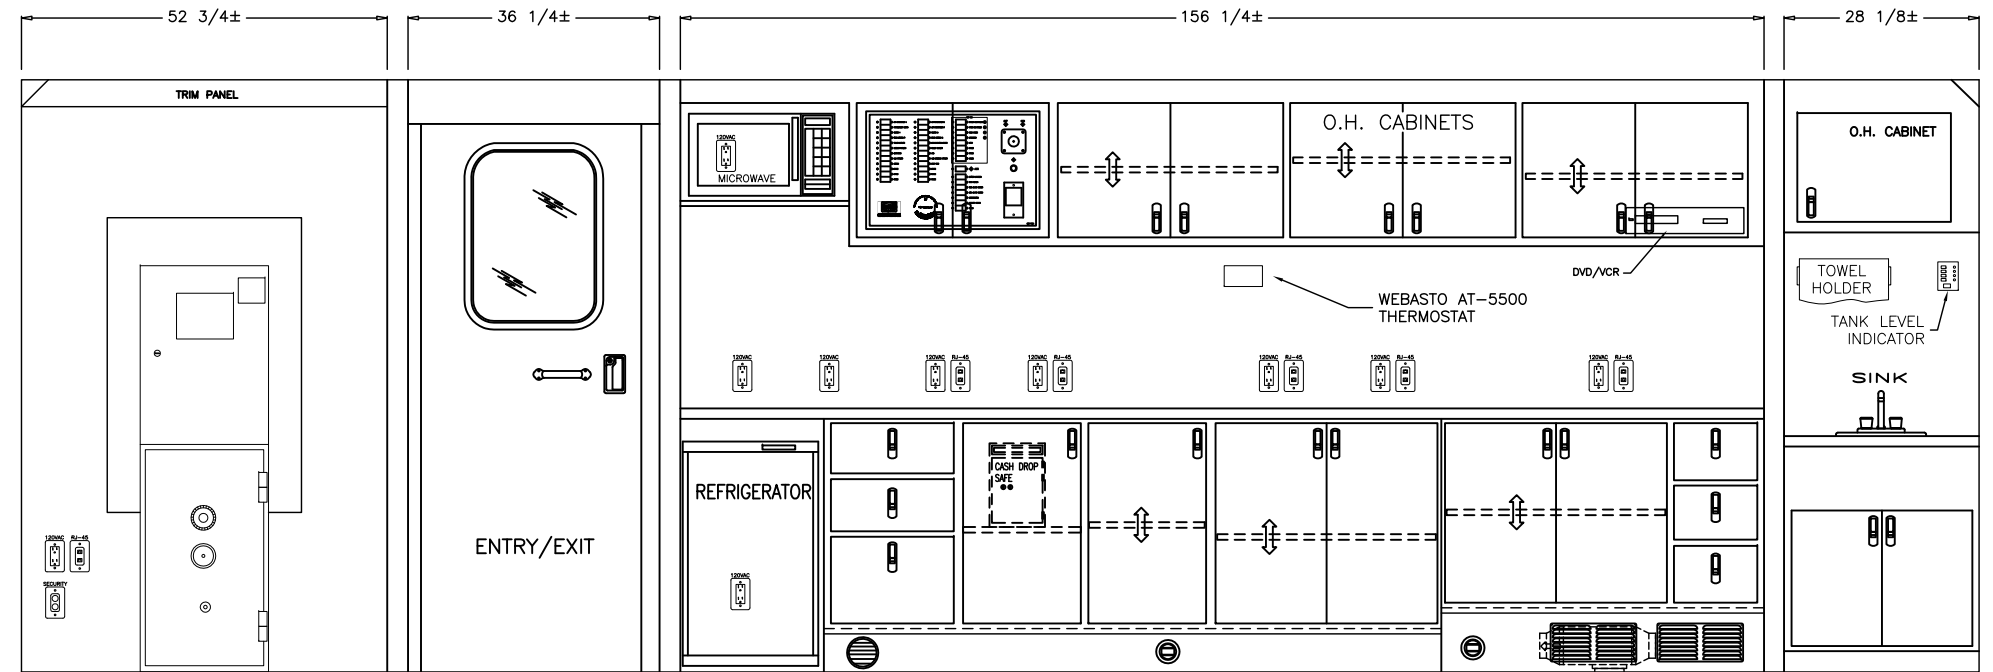 52 3/4±
36 1/4±
156 1/4±
28 1/8±
TRIM PANEL
120VAC
MICROWAVE
O.H. CABINETS
O.H. CABINET
DVD/VCR
WEBASTO AT-5500
THERMOSTAT
TOWEL
HOLDER
TANK LEVEL
INDICATOR
SINK
120VAC
120VAC
120VAC RJ-45
120VAC RJ-45
120VAC RJ-45
120VAC RJ-45
120VAC RJ-45
REFRIGERATOR
120VAC
CASH DROP
SAFE
ENTRY/EXIT
120VAC RJ-45
SECURITY